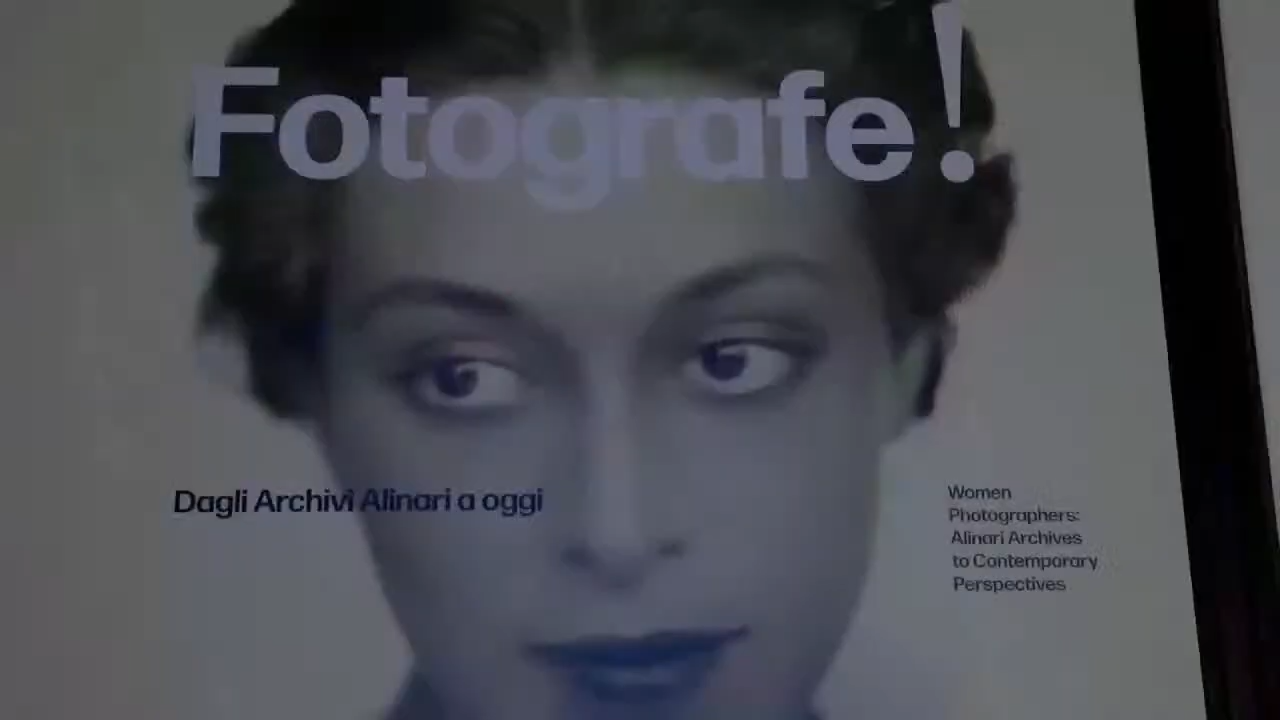 Fotografe!
Dagli Archivi Alinari a oggi
Women
Photographers:
Alinari Archives
to Contemporary
Perspectives